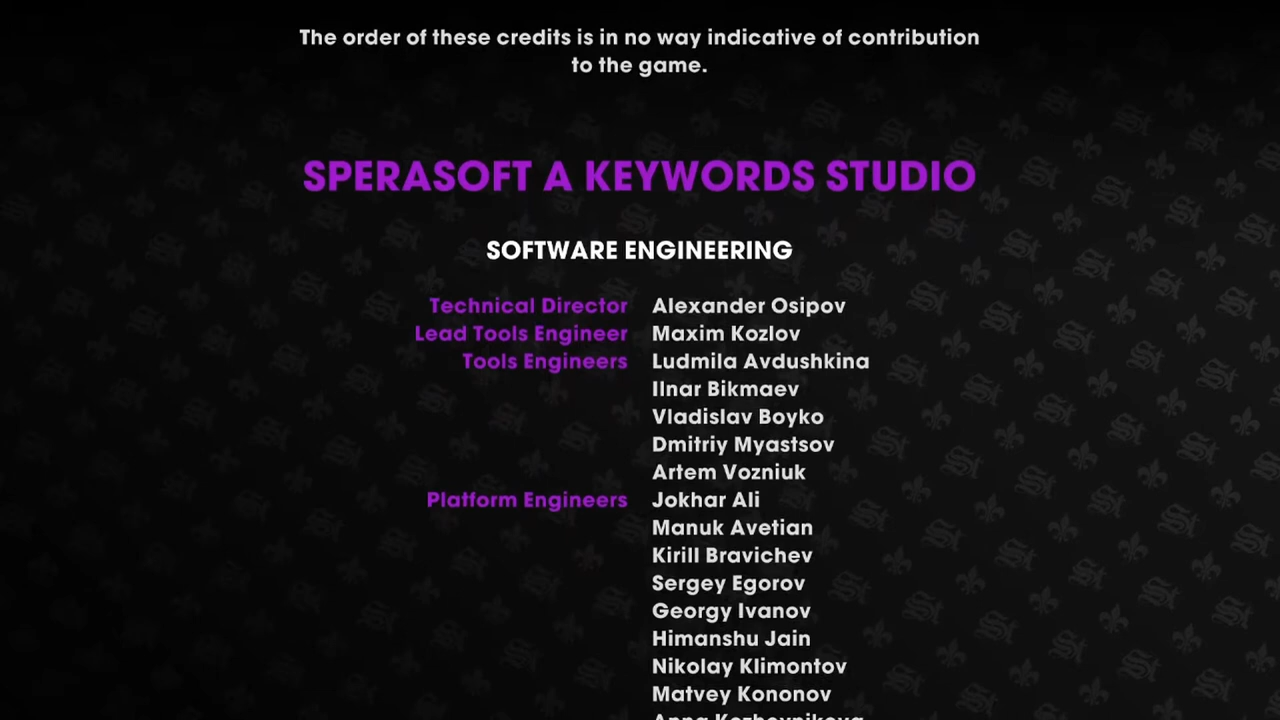 The order of these credits is in no way indicative of contribution
to the game.
SPERASOFT A KEYWORDS STUDIO
SOFTWARE ENGINEERING
Technical Director Alexander Osipov
Lead Tools Engineer Maxim Kozlov
Tools Engineers Ludmila Avdushkina
Ilnar Bikmaev
Vladislav Boyko
Dmitriy Myastsov
Artem Vozniuk
Platform Engineers Jokhar Ali
Manuk Avetian
Kirill Bravichev
Sergey Egorov
Georgy Ivanov
Himanshu Jain
Nikolay Klimontov
Matvey Kononov